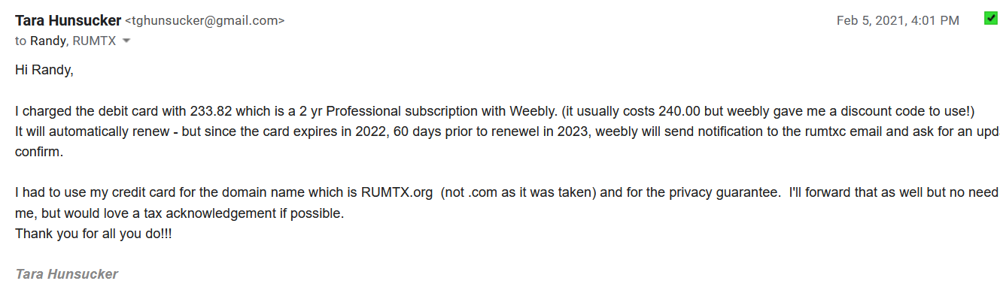 Tara Hunsucker <tghunsucker@gmail.com> Feb 5, 2021, 4:01 PM
to Randy, RUMTX
Hi Randy,
I charged the debit card with 233.82 which is a 2 yr Professional subscription with Weebly. (it usually costs 240.00 but weebly gave me a discount code to use!)
It will automatically renew - but since the card expires in 2022, 60 days prior to renewel in 2023, weebly will send notification to the rumtxc email and ask for an upd
confirm.
I had to use my credit card for the domain name which is RUMTX.org  (not .com as it was taken) and for the privacy guarantee.  I'll forward that as well but no need
me, but would love a tax acknowledgement if possible.
Thank you for all you do!!!
Tara Hunsucker